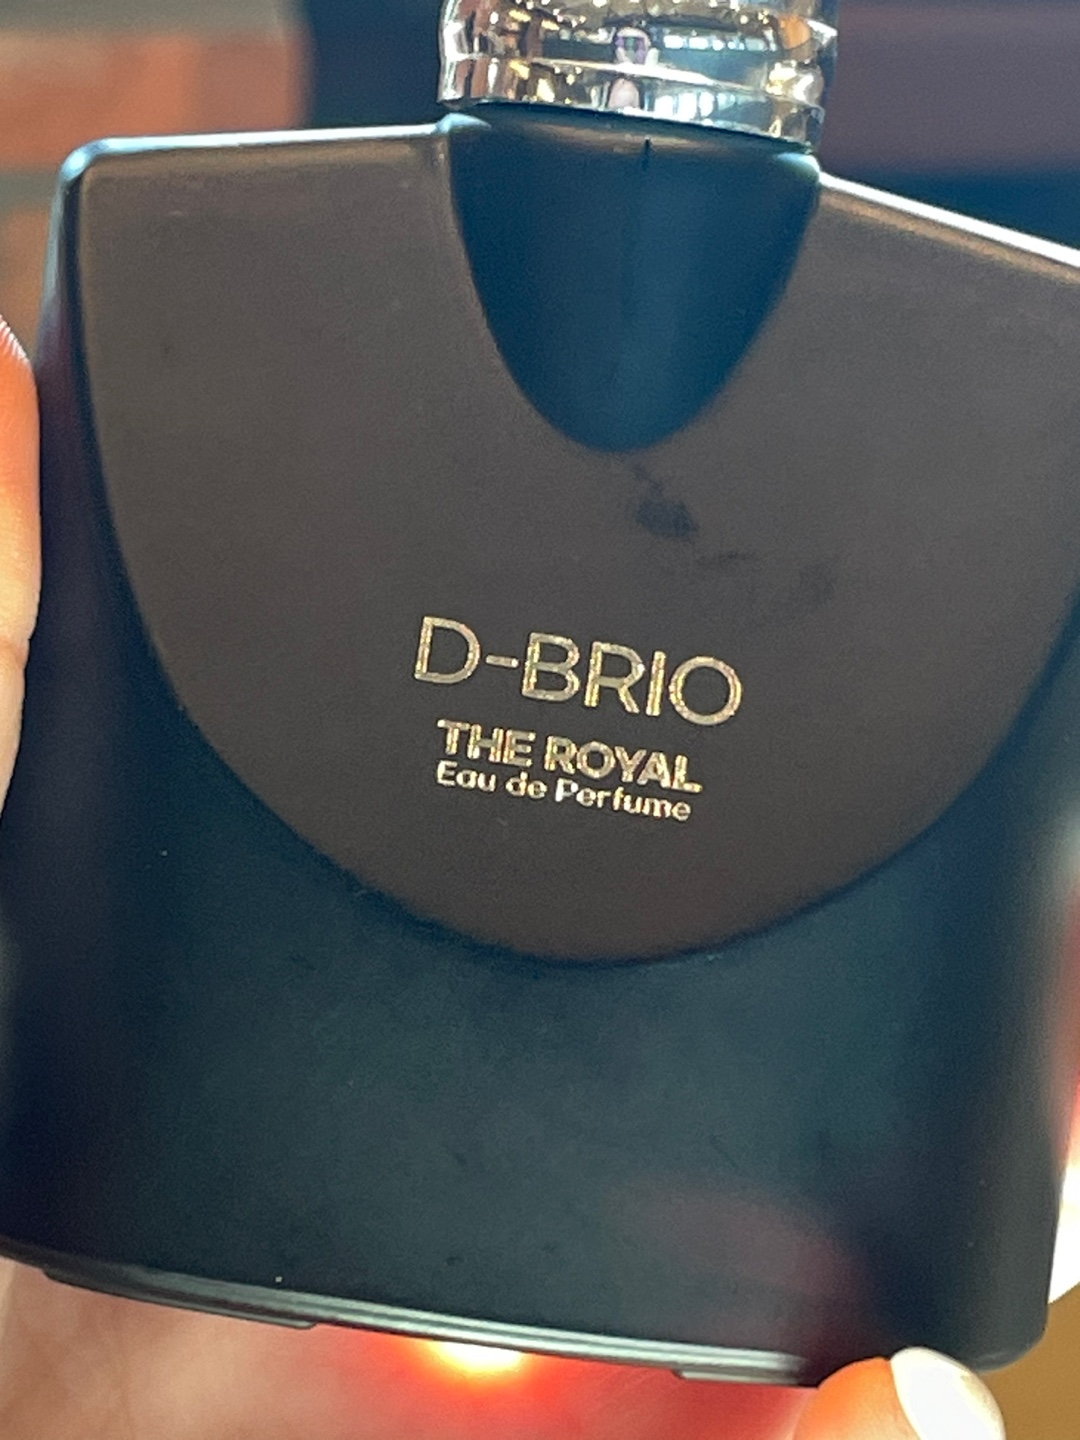 D-BRIO
THE ROYAL
Eau de Perfume